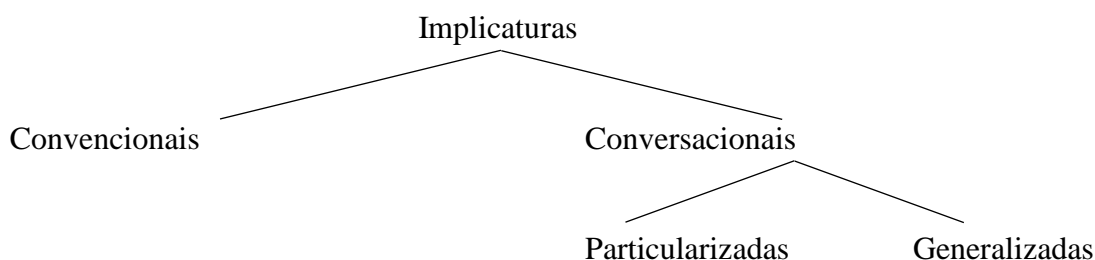 Implicaturas
Convencionais Conversacionais
Particularizadas Generalizadas